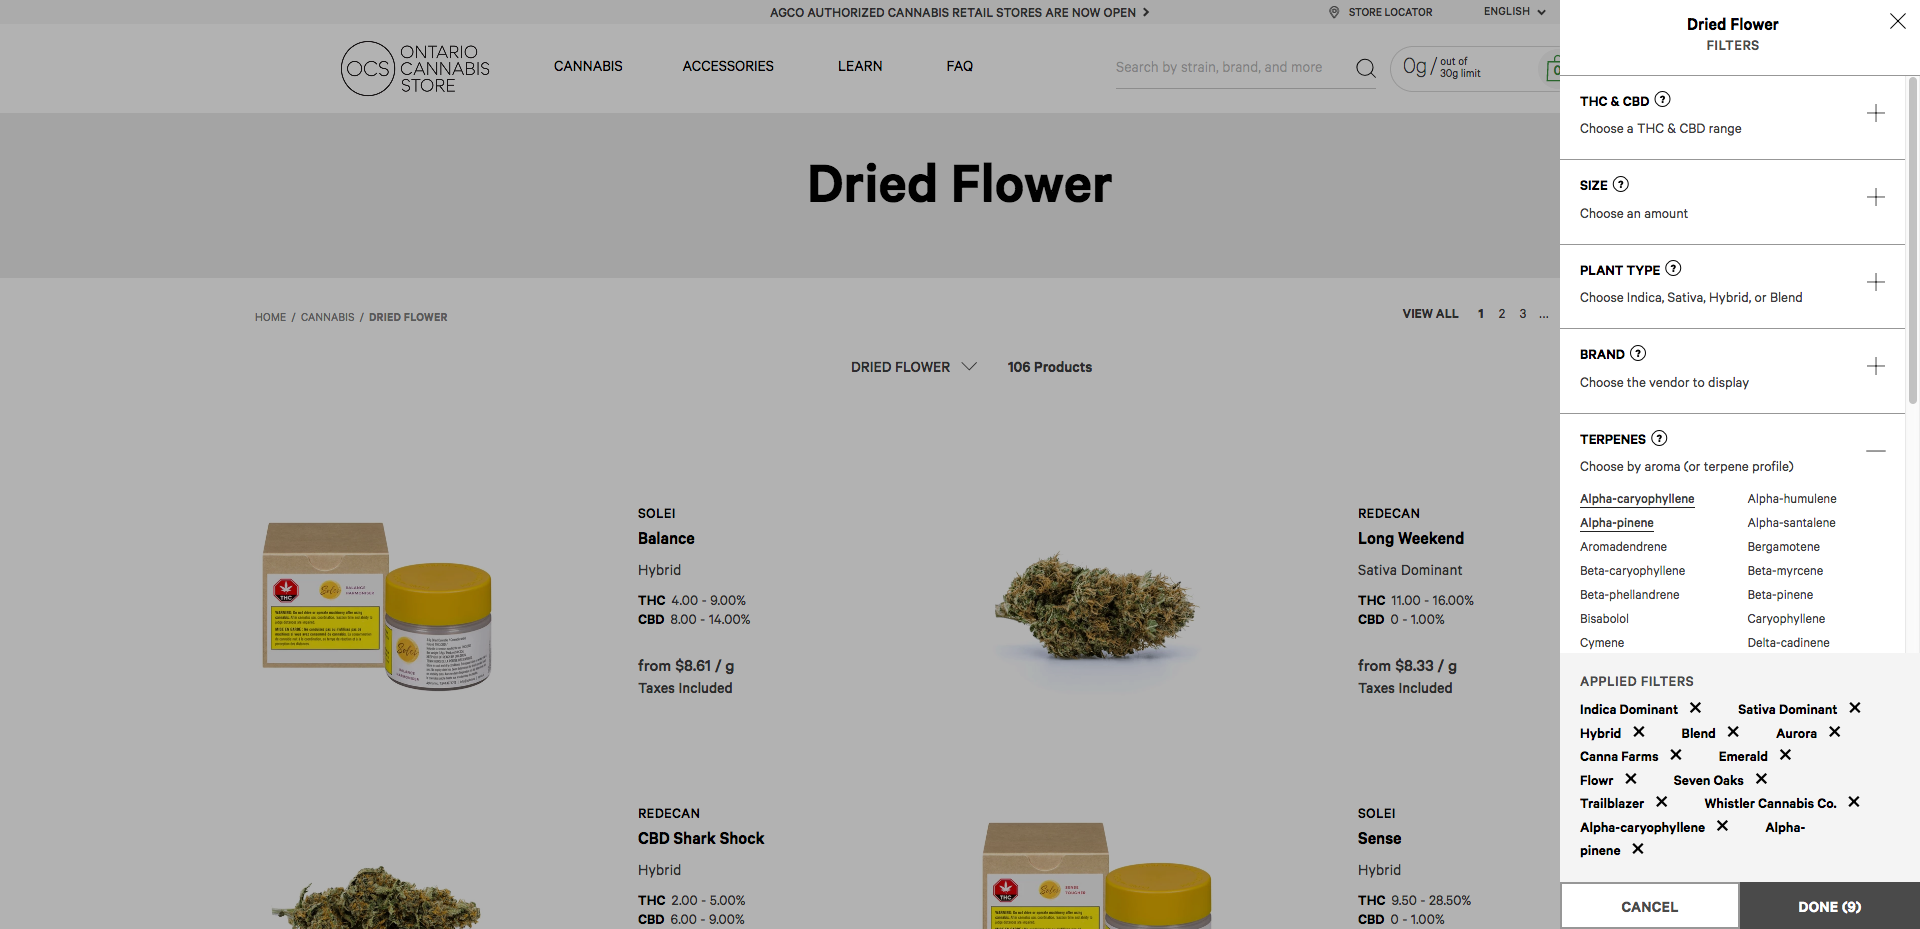 AGCO AUTHORIZED CANNABIS RETAIL STORES ARE NOW OPEN
STORE LOCATOR
ENGLISH
OCS
ONTARIO
CANNABIS
STORE
CANNABIS
ACCESSORIES
LEARN
FAQ
Search by strain, brand, and more
0g / out of
30g limit
0
Dried Flower
HOME / CANNABIS / DRIED FLOWER
VIEW ALL 1 2 3 ...
DRIED FLOWER
106 Products
SOLEI
Balance
Hybrid
THC 4.00 - 9.00%
CBD 8.00 - 14.00%
from $8.61 / g
Taxes Included
THC
Solei
Solei
REDECAN
Long Weekend
Sativa Dominant
THC 11.00 - 16.00%
CBD 0 - 1.00%
from $8.33 / g
Taxes Included
REDECAN
CBD Shark Shock
Hybrid
THC 2.00 - 5.00%
CBD 6.00 - 9.00%
THC
Solei
SOLEI
Sense
Hybrid
THC 9.50 - 28.50%
CBD 0 - 1.00%
Dried Flower
FILTERS
THC & CBD ?
Choose a THC & CBD range
SIZE ?
Choose an amount
PLANT TYPE ?
Choose Indica, Sativa, Hybrid, or Blend
BRAND ?
Choose the vendor to display
TERPENES ?
Choose by aroma (or terpene profile)
Alpha-caryophyllene Alpha-humulene
Alpha-pinene Alpha-santalene
Aromadendrene Bergamotene
Beta-caryophyllene Beta-myrcene
Beta-phellandrene Beta-pinene
Bisabolol Caryophyllene
Cymene Delta-cadinene
APPLIED FILTERS
Indica Dominant Sativa Dominant
Hybrid Blend Aurora
Canna Farms Emerald
Flowr Seven Oaks
Trailblazer Whistler Cannabis Co.
Alpha-caryophyllene Alpha-
pinene
CANCEL
DONE (9)